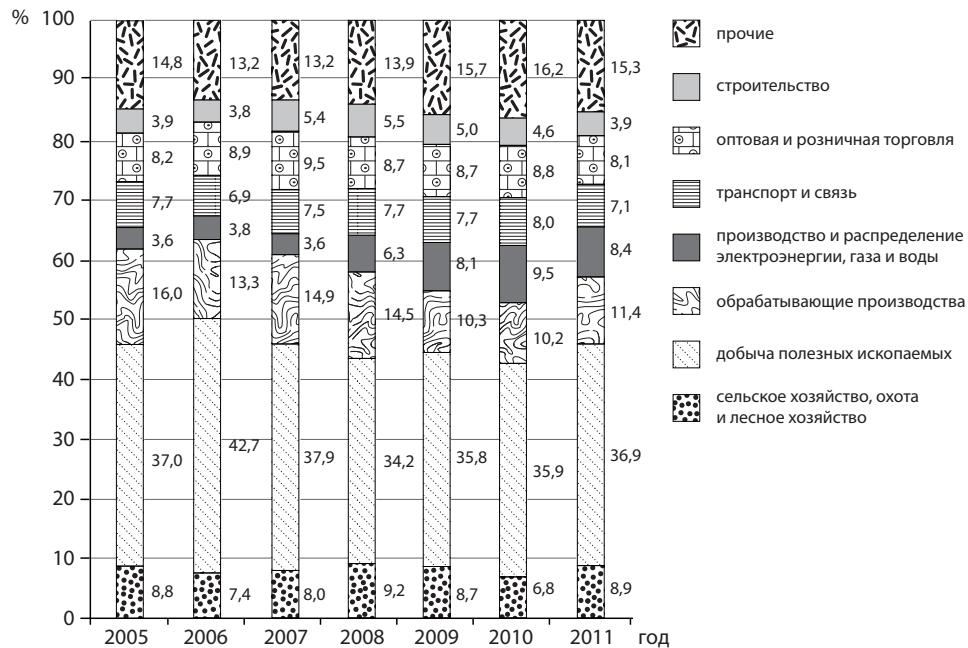 % 100
90
80
70
60
50
40
30
20
10
0
14,8 13,2 13,2 13,9 15,7 16,2 15,3
3,9 3,8 5,4 5,5 5,0 4,6 3,9
8,2 8,9 9,5 8,7 8,7 8,8 8,1
7,7 6,9 7,5 7,7 7,7 8,0 7,1
3,6 3,8 3,6 6,3 8,1 9,5 8,4
16,0 13,3 14,9 14,5 10,3 10,2 11,4
37,0 42,7 37,9 34,2 35,8 35,9 36,9
8,8 7,4 8,0 9,2 8,7 6,8 8,9
2005 2006 2007 2008 2009 2010 2011 год
прочие
строительство
оптовая и розничная торговля
транспорт и связь
производство и распределение
электроэнергии, газа и воды
обрабатывающие производства
добыча полезных ископаемых
сельское хозяйство, охота
и лесное хозяйство